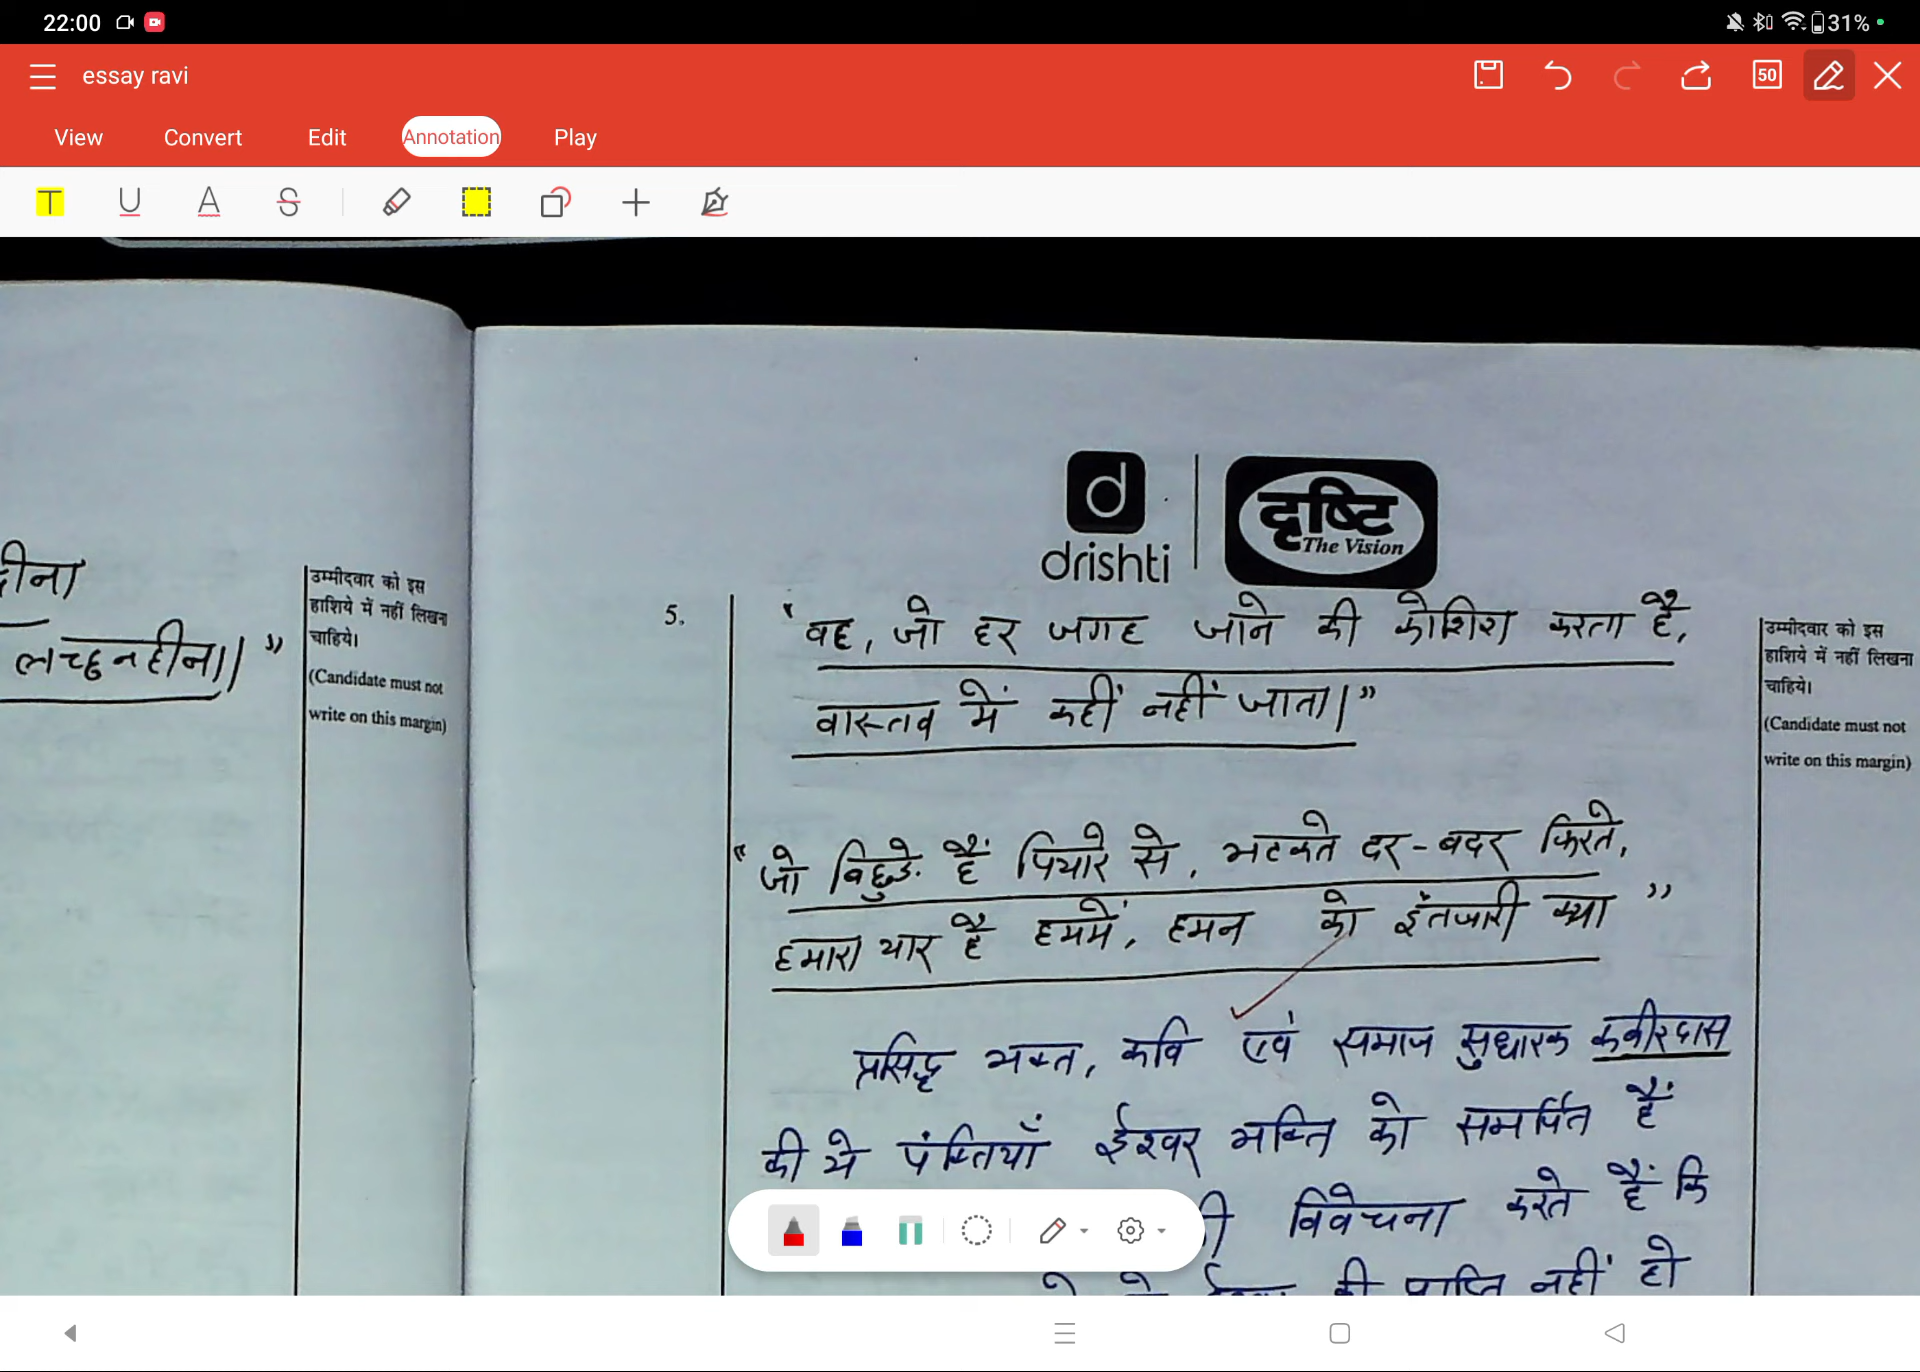 22:00
31%
essay ravi
50
View Convert Edit Annotation Play
T U A S
लच्छनहीना।"
उम्मीदवार को इस
हाशिये में नहीं लिखना
चाहिये।
(Candidate must not
write on this margin)
d
drishti
दृष्टि
The Vision
5.
"वह, जो हर जगह जाने की कोशिश करता है,
वास्तव में कहीं नहीं जाता।"
"जो बिछुड़े हैं पियारे से, भटकते दर-बदर फिरते,
हमारा यार है हममें, हमन को इंतजारी क्या"
प्रसिद्ध भक्त, कवि एवं समाज सुधारक कबीरदास
की ये पंक्तियाँ ईश्वर भक्ति को समर्पित हैं
विवेचना करते हैं कि
की प्राप्ति नहीं हो
उम्मीदवार को इस
हाशिये में नहीं लिखना
चाहिये।
(Candidate must not
write on this margin)